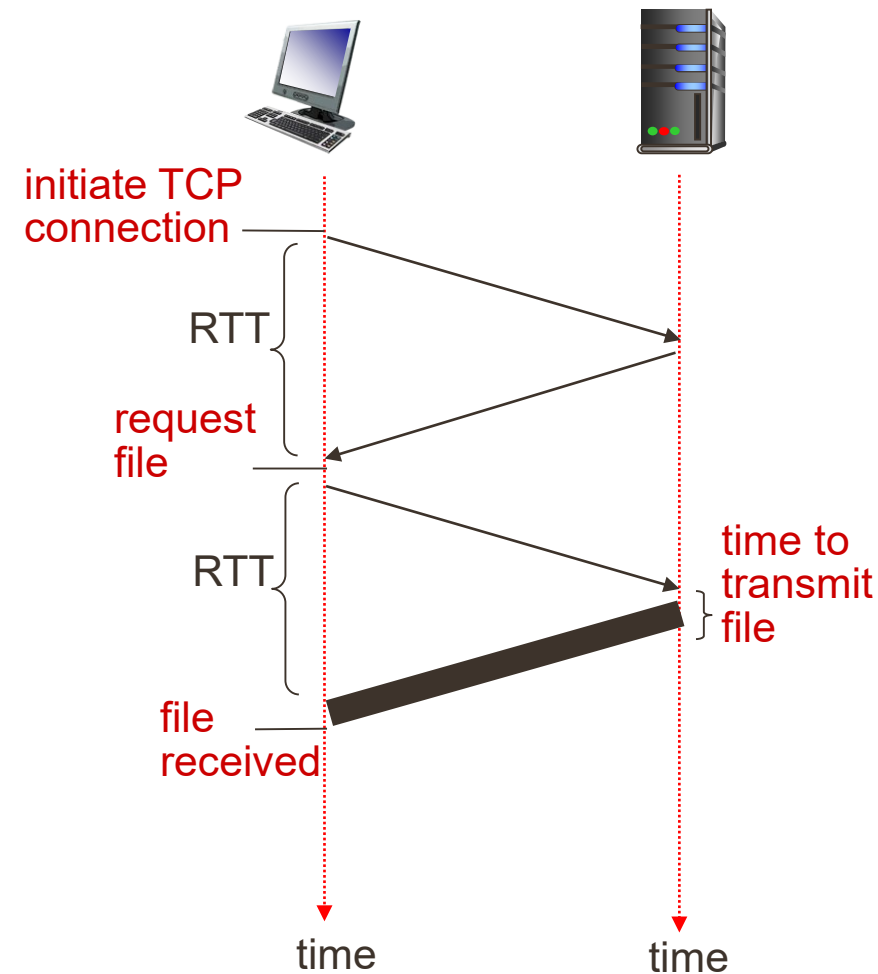 initiate TCP
connection
RTT
request
file
RTT
time to
transmit
file
file
received
time
time